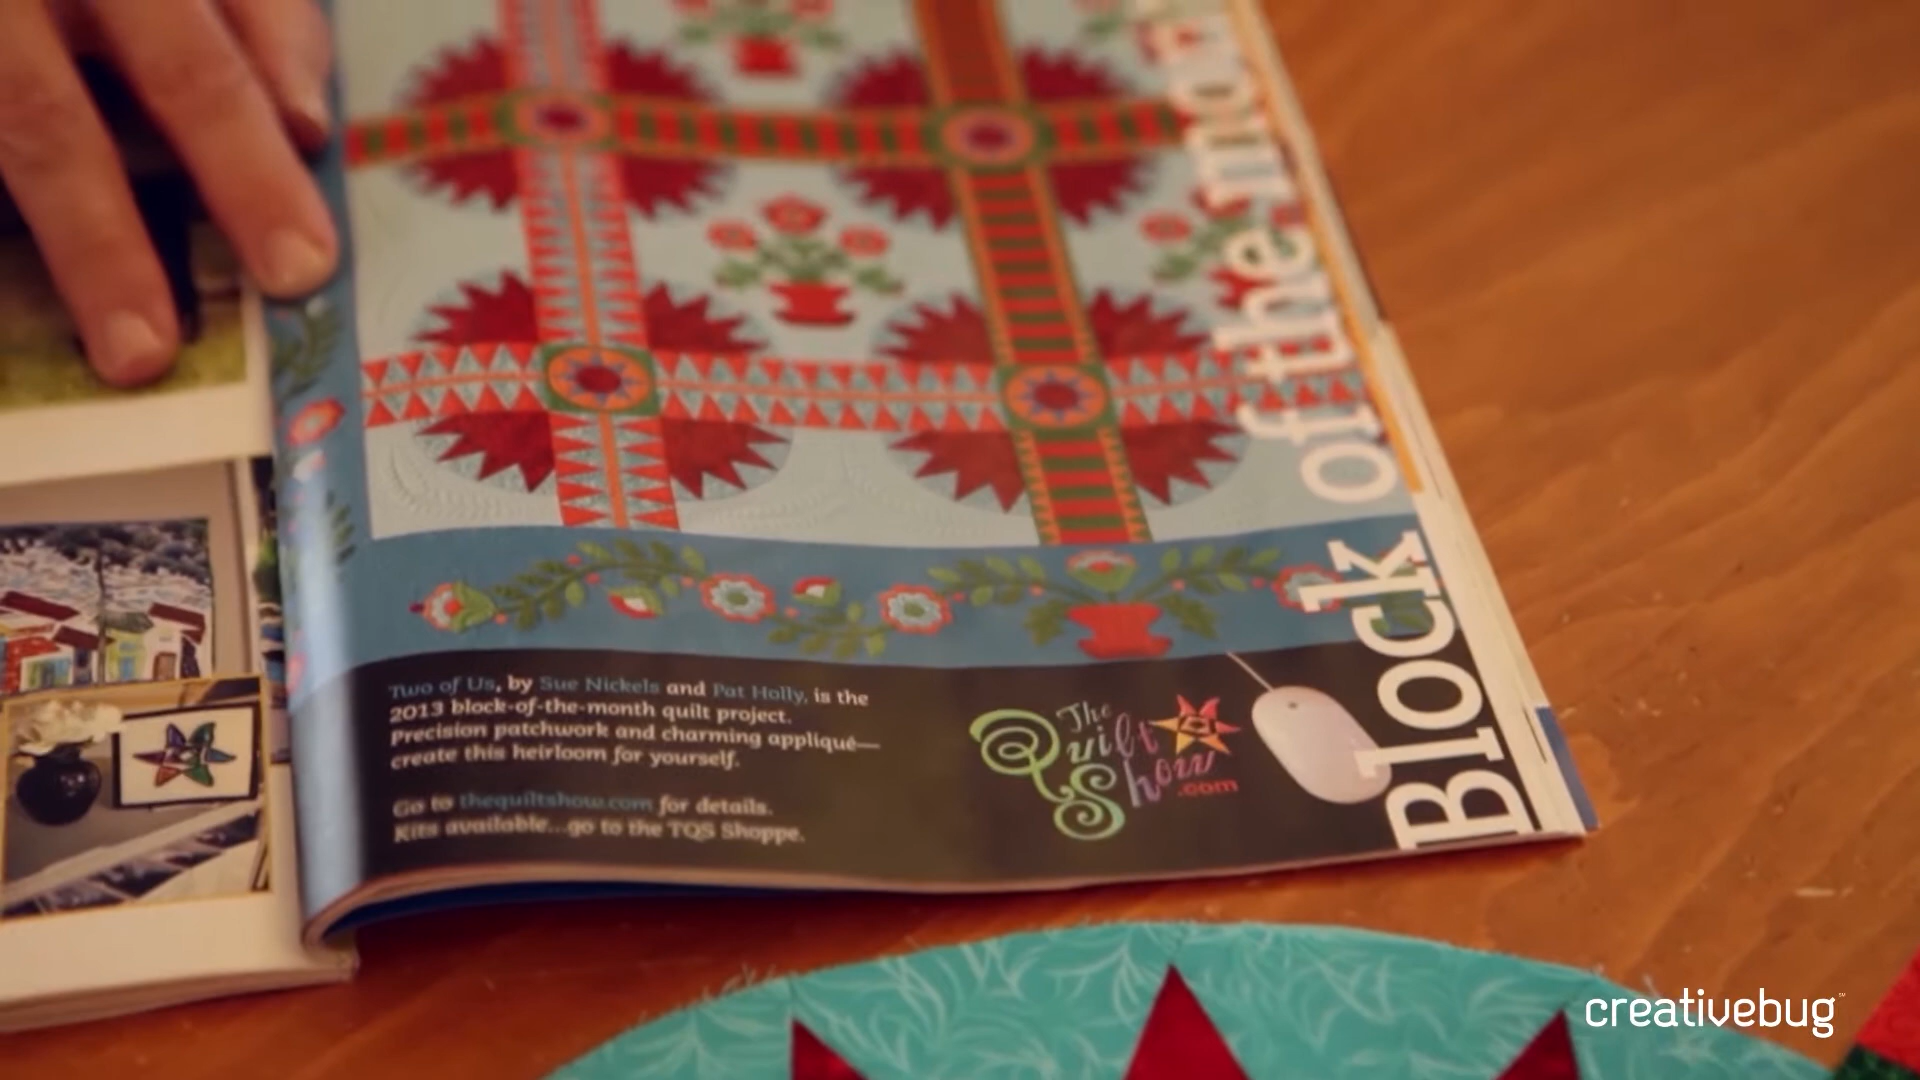 Block of the mo
Two of Us, by Sue Nickels and Pat Holly, is the
2013 block-of-the-month quilt project.
Precision patchwork and charming appliqué—
create this heirloom for yourself.
Go to thequiltshow.com for details.
Kits available...go to the TQS Shoppe.
The
Quilt
Show
.com
creativebug